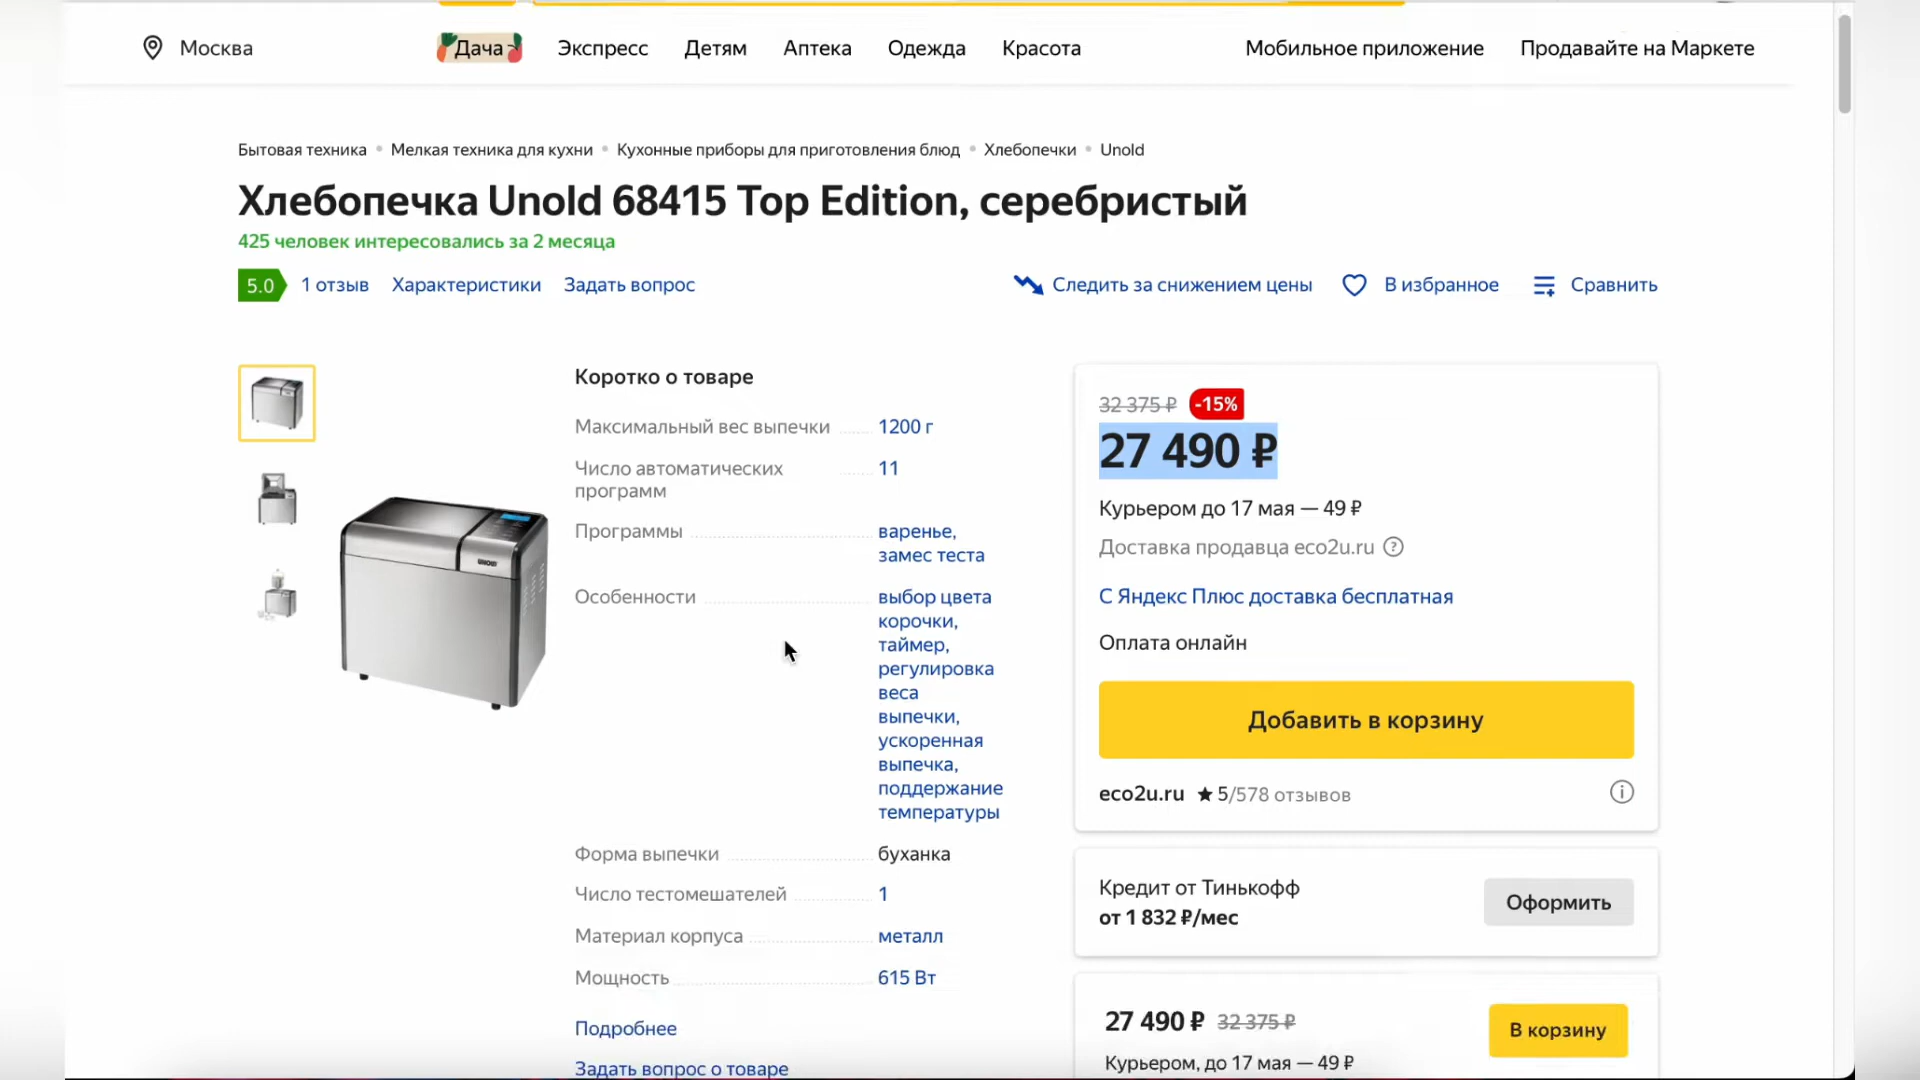 Москва
Дача
Экспресс
Детям
Аптека
Одежда
Красота
Мобильное приложение
Продавайте на Маркете
Бытовая техника • Мелкая техника для кухни • Кухонные приборы для приготовления блюд • Хлебопечки • Unold
Хлебопечка Unold 68415 Top Edition, серебристый
425 человек интересовались за 2 месяца
5.0 1 отзыв Характеристики Задать вопрос
Следить за снижением цены В избранное Сравнить
UNOLD
Коротко о товаре
Максимальный вес выпечки 1200 г
Число автоматических 11
программ
Программы варенье,
замес теста
Особенности выбор цвета
корочки,
таймер,
регулировка
веса
выпечки,
ускоренная
выпечка,
поддержание
температуры
Форма выпечки буханка
Число тестомешателей 1
Материал корпуса металл
Мощность 615 Вт
Подробнее
Задать вопрос о товаре
32 375 ₽ -15%
27 490 ₽
Курьером до 17 мая — 49 ₽
Доставка продавца eco2u.ru ?
С Яндекс Плюс доставка бесплатная
Оплата онлайн
Добавить в корзину
eco2u.ru ★ 5/578 отзывов
Кредит от Тинькофф
от 1 832 ₽/мес
Оформить
27 490 ₽ 32 375 ₽
Курьером, до 17 мая — 49 ₽
В корзину